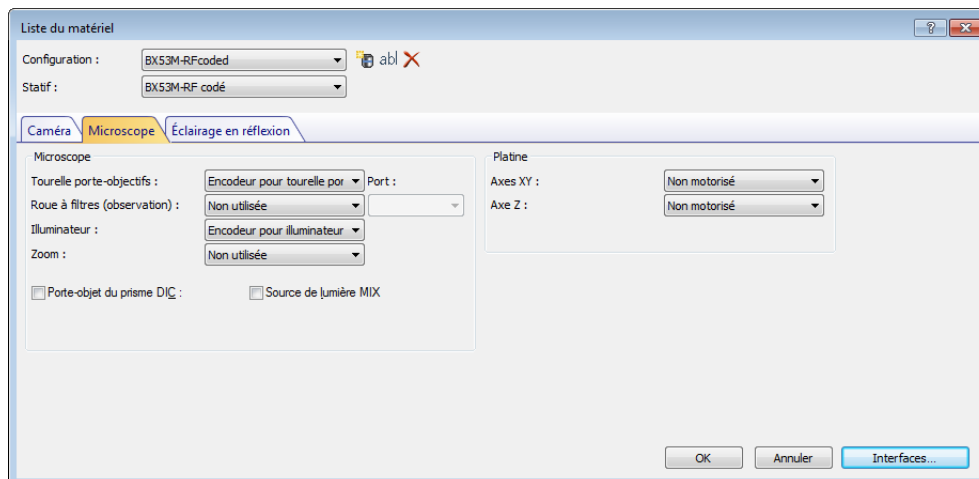 Liste du matériel
Configuration : BX53M-RFcoded abl
Statif : BX53M-RF codé
Caméra Microscope Éclairage en réflexion
Microscope
Tourelle porte-objectifs : Encodeur pour tourelle por Port :
Roue à filtres (observation) : Non utilisée
Illuminateur : Encodeur pour illuminateur
Zoom : Non utilisée
Porte-objet du prisme DIC : Source de lumière MIX
Platine
Axes XY : Non motorisé
Axe Z : Non motorisé
OK Annuler Interfaces...